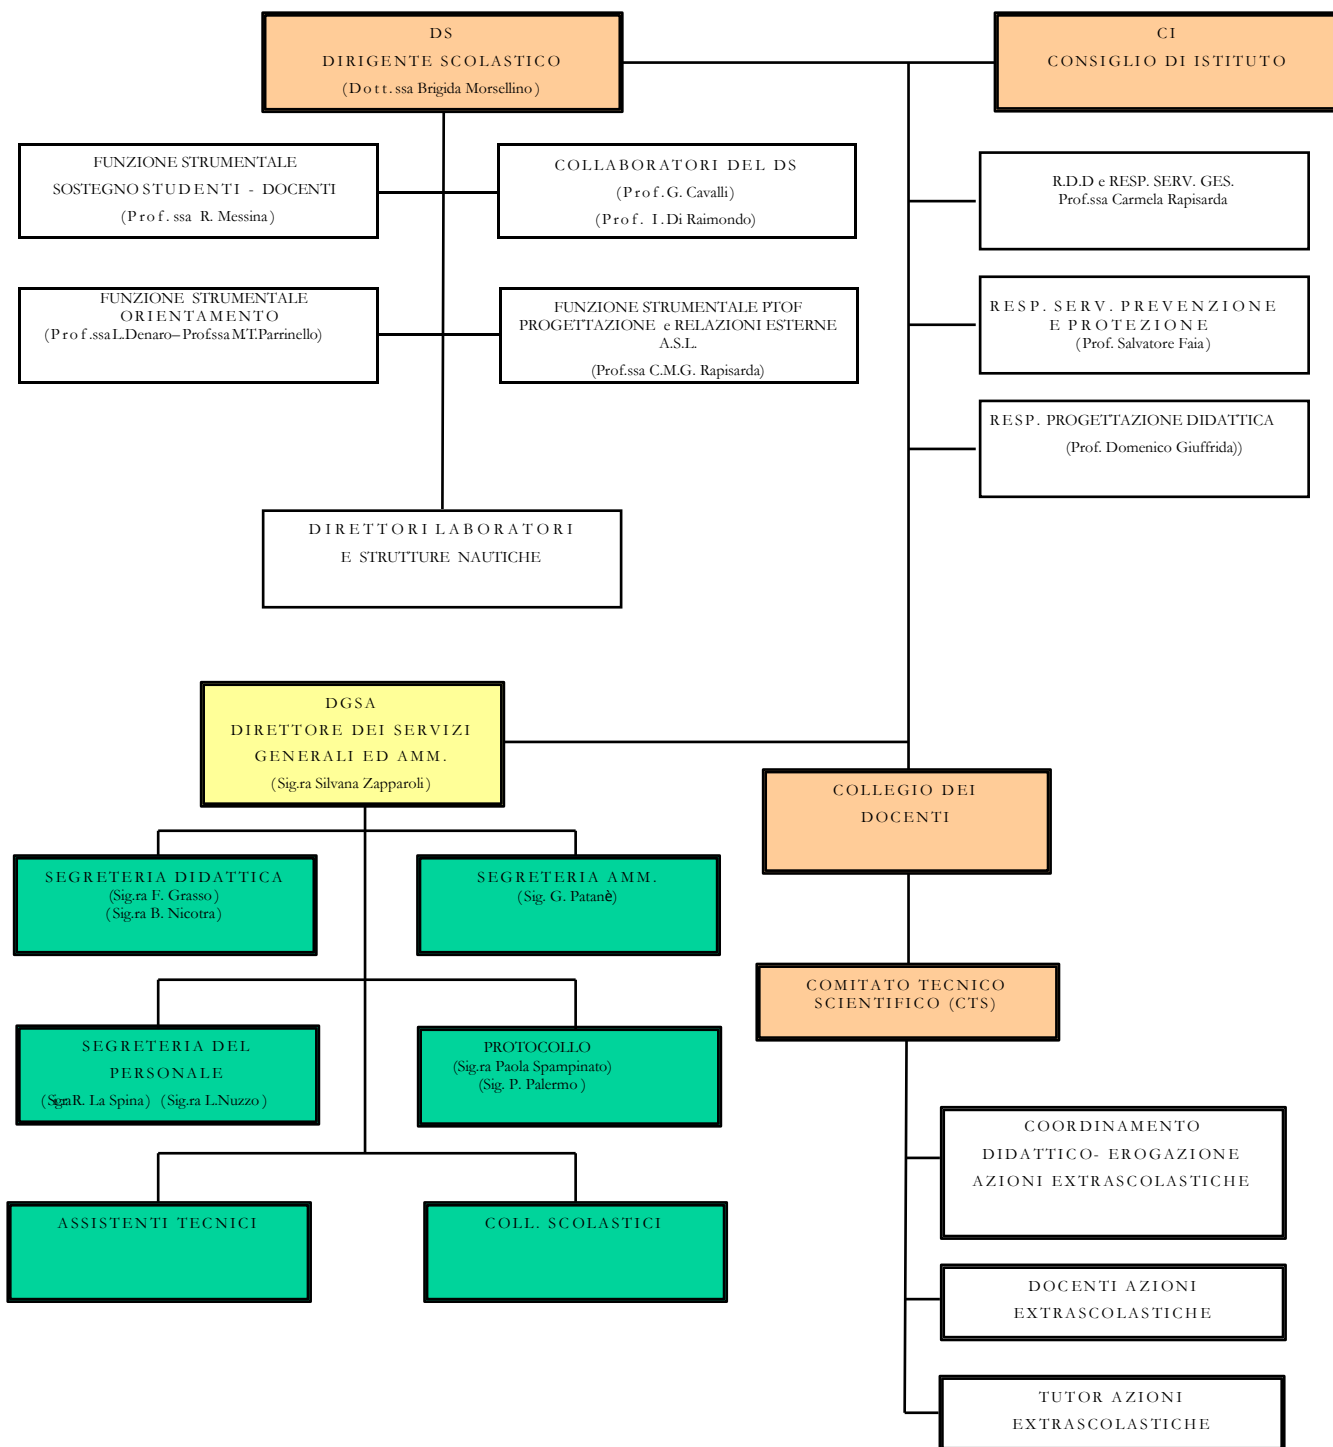 DS
DIRIGENTE SCOLASTICO
(Dott.ssa Brigida Morsellino)
CI
CONSIGLIO DI ISTITUTO
FUNZIONE STRUMENTALE
SOSTEGNO STUDENTI - DOCENTI
(Prof.ssa R. Messina)
COLLABORATORI DEL DS
(Prof. G. Cavalli)
(Prof. I. Di Raimondo)
R.D.D e RESP. SERV. GES.
Prof.ssa Carmela Rapisarda
FUNZIONE STRUMENTALE
ORIENTAMENTO
(Prof.ssa L.Denaro–Prof.ssa M.T.Parrinello)
FUNZIONE STRUMENTALE PTOF
PROGETTAZIONE e RELAZIONI ESTERNE
A.S.L.
(Prof.ssa C.M.G. Rapisarda)
RESP. SERV. PREVENZIONE
E PROTEZIONE
(Prof. Salvatore Faia)
RESP. PROGETTAZIONE DIDATTICA
(Prof. Domenico Giuffrida))
DIRETTORI LABORATORI
E STRUTTURE NAUTICHE
DGSA
DIRETTORE DEI SERVIZI
GENERALI ED AMM.
(Sig.ra Silvana Zapparoli)
COLLEGIO DEI
DOCENTI
SEGRETERIA DIDATTICA
(Sig.ra F. Grasso)
(Sig.ra B. Nicotra)
SEGRETERIA AMM.
(Sig. G. Patanè)
COMITATO TECNICO
SCIENTIFICO (CTS)
SEGRETERIA DEL
PERSONALE
(Sig.ra R. La Spina) (Sig.ra L.Nuzzo)
PROTOCOLLO
(Sig.ra Paola Spampinato)
(Sig. P. Palermo)
COORDINAMENTO
DIDATTICO- EROGAZIONE
AZIONI EXTRASCOLASTICHE
ASSISTENTI TECNICI
COLL. SCOLASTICI
DOCENTI AZIONI
EXTRASCOLASTICHE
TUTOR AZIONI
EXTRASCOLASTICHE